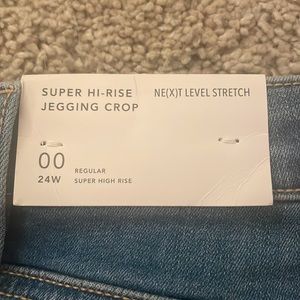 SUPER HI-RISE
JEGGING CROP
NE(X)T LEVEL STRETCH
00
24W
REGULAR
SUPER HIGH RISE